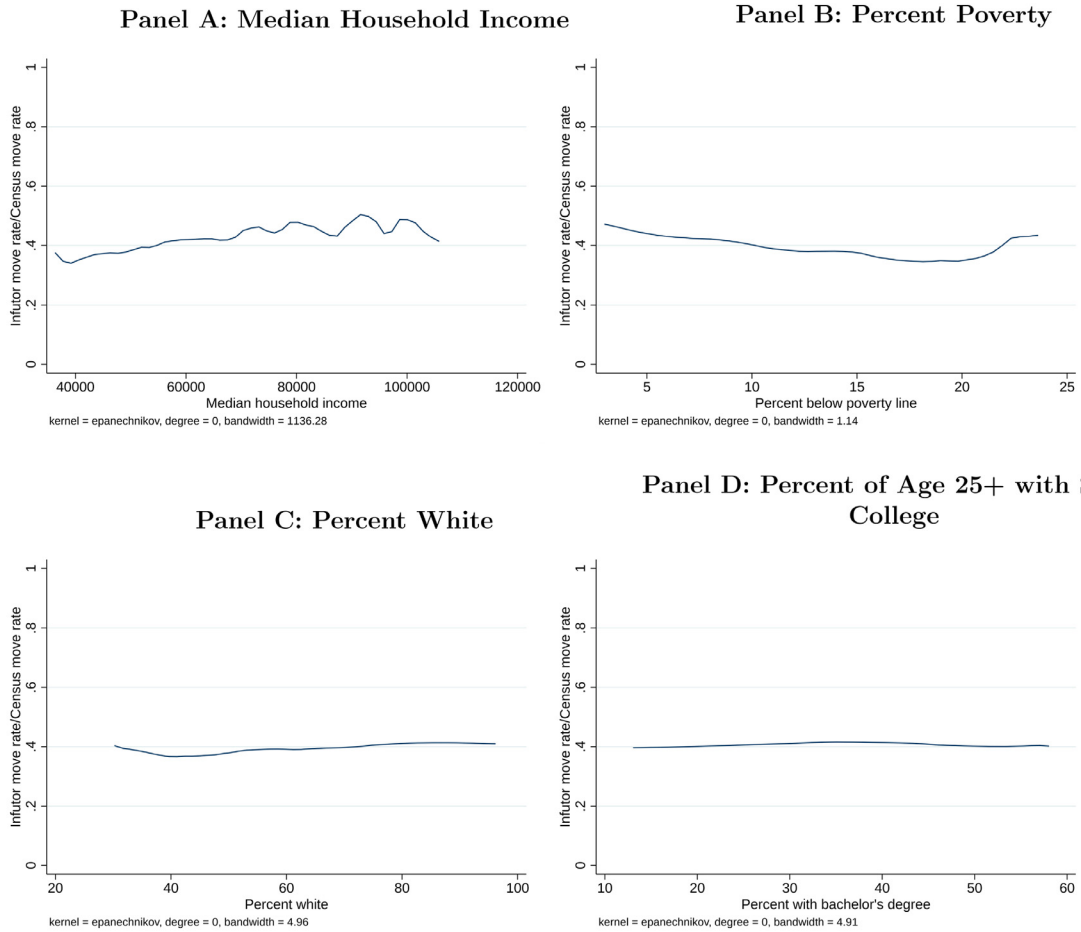 Panel A: Median Household Income
Infutor move rate/Census move rate
1
.8
.6
.4
.2
0
40000 60000 80000 100000 120000
Median household income
kernel = epanechnikov, degree = 0, bandwidth = 1136.28
Panel B: Percent Poverty
Infutor move rate/Census move rate
1
.8
.6
.4
.2
0
5 10 15 20 25
Percent below poverty line
kernel = epanechnikov, degree = 0, bandwidth = 1.14
Panel C: Percent White
Infutor move rate/Census move rate
1
.8
.6
.4
.2
0
20 40 60 80 100
Percent white
kernel = epanechnikov, degree = 0, bandwidth = 4.96
Panel D: Percent of Age 25+ with
College
Infutor move rate/Census move rate
1
.8
.6
.4
.2
0
10 20 30 40 50 60
Percent with bachelor's degree
kernel = epanechnikov, degree = 0, bandwidth = 4.91